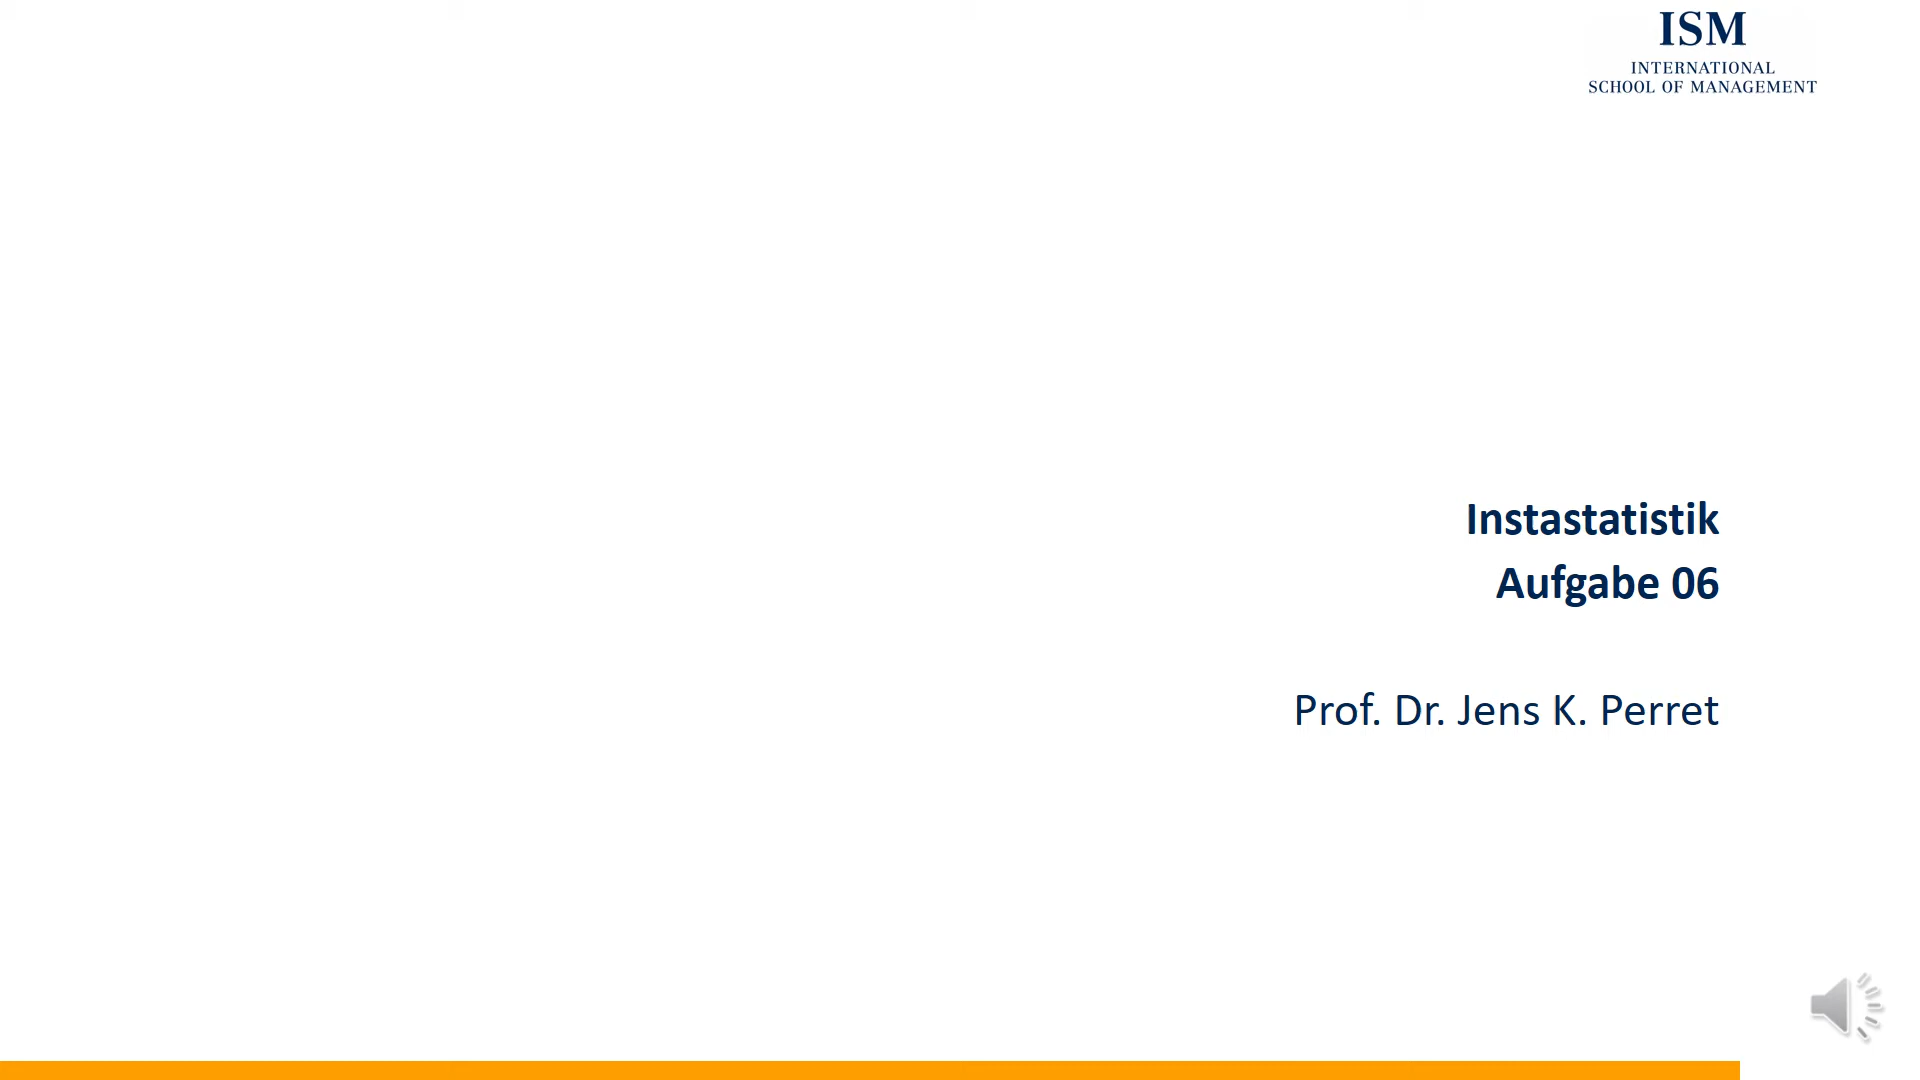 ISM
INTERNATIONAL
SCHOOL OF MANAGEMENT
Instastatistik
Aufgabe 06
Prof. Dr. Jens K. Perret